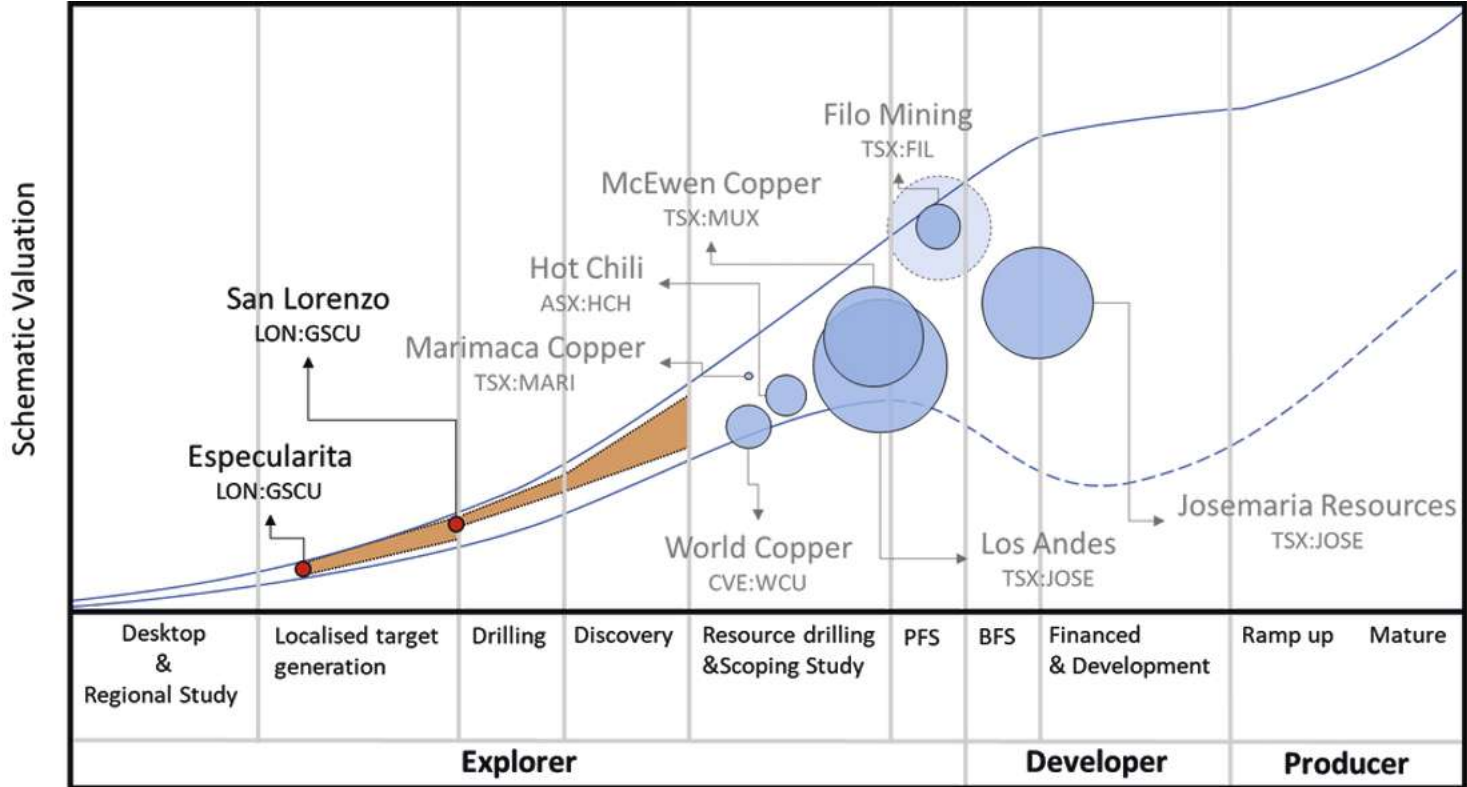 Schematic Valuation
Filo Mining
TSX:FIL
McEwen Copper
TSX:MUX
Hot Chili
ASX:HCH
San Lorenzo
LON:GSCU
Marimaca Copper
TSX:MARI
Especularita
LON:GSCU
World Copper
CVE:WCU
Los Andes
TSX:JOSE
Josemaria Resources
TSX:JOSE
Desktop
&
Regional Study
Localised target
generation
Drilling
Discovery
Resource drilling
&Scoping Study
PFS
BFS
Financed
& Development
Ramp up
Mature
Explorer
Developer
Producer